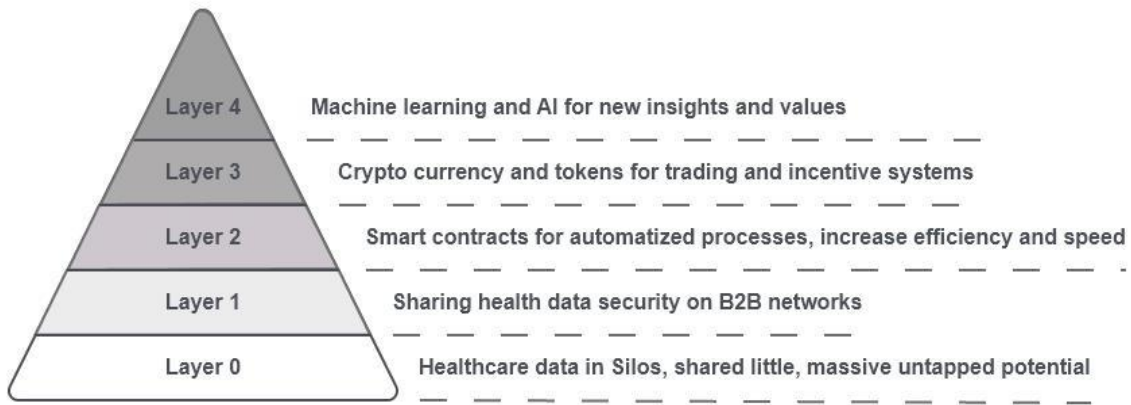 Layer 4 Machine learning and AI for new insights and values
Layer 3 Crypto currency and tokens for trading and incentive systems
Layer 2 Smart contracts for automatized processes, increase efficiency and speed
Layer 1 Sharing health data security on B2B networks
Layer 0 Healthcare data in Silos, shared little, massive untapped potential